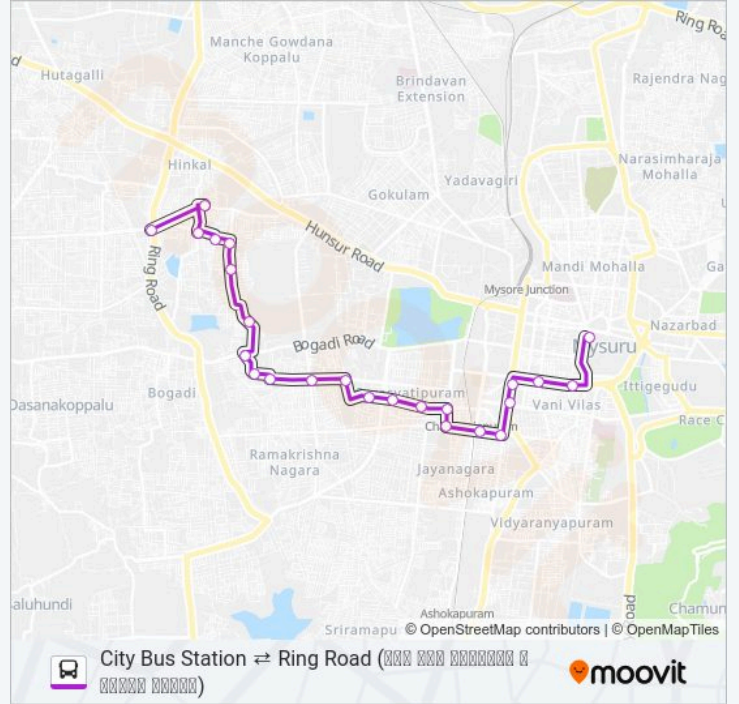 Ring Roa
Manche Gowdana
Koppalu
d
Hutagalli
Brindavan
Extension
Rajendra Nag
Hinkal
Narasimharaja
Mohalla
Yadavagiri
Gokulam
Hunsur Road
Ring Road
Mandi Mohalla
Ga
Mysore Junction
Nazarbad
Bogadi Road
Mysuru
Bogadi
Ittigegudu
Dasanakoppalu
Vani Vilas
Race C
Ramakrishna
Nagara
Jayanagara
Ashokapuram
Vidyaranyapuram
aluhundi
oad
Chamun
Ashokapuram
Sriramapu
© OpenStreetMap contributors | © OpenMapTiles
City Bus Station ⇄ Ring Road (
)
moovit